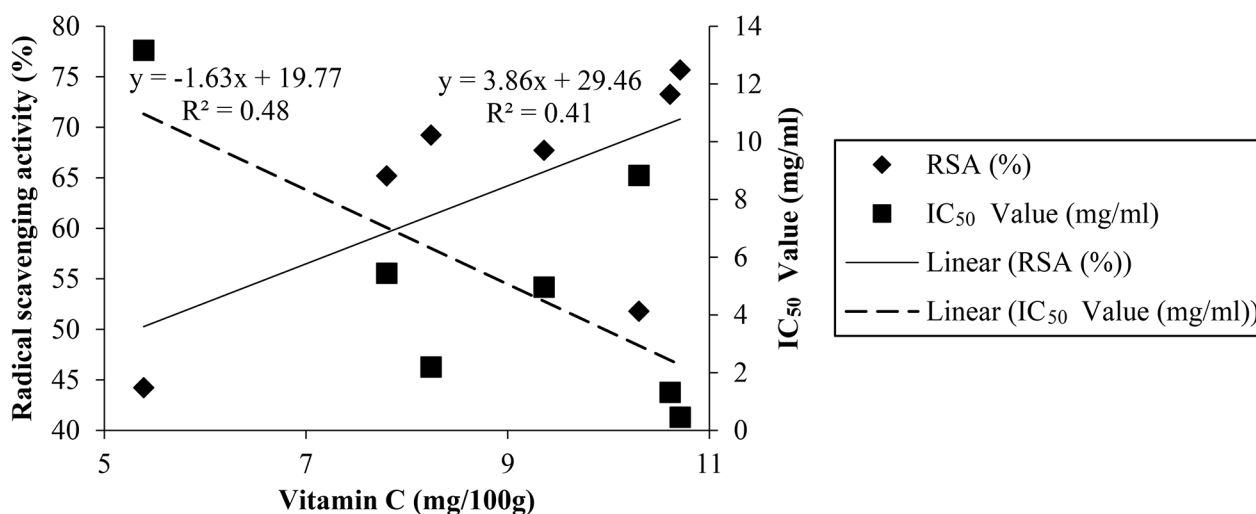 Radical scavenging activity (%)
80
75
70
65
60
55
50
45
40
y = -1.63x + 19.77
R² = 0.48
y = 3.86x + 29.46
R² = 0.41
14
12
10
8
6
4
2
0
IC₅₀ Value (mg/ml)
5
7
9
11
Vitamin C (mg/100g)
RSA (%)
IC₅₀ Value (mg/ml)
Linear (RSA (%))
Linear (IC₅₀ Value (mg/ml))